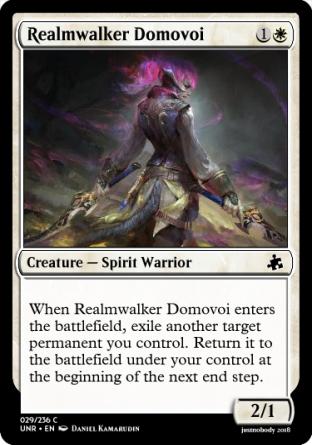 Realmwalker Domovoi 1
Creature — Spirit Warrior
When Realmwalker Domovoi enters
the battlefield, exile another target
permanent you control. Return it to
the battlefield under your control at
the beginning of the next end step.
2/1
029/236 C
UNR • EN Daniel Kamarudin
justnobody 2018